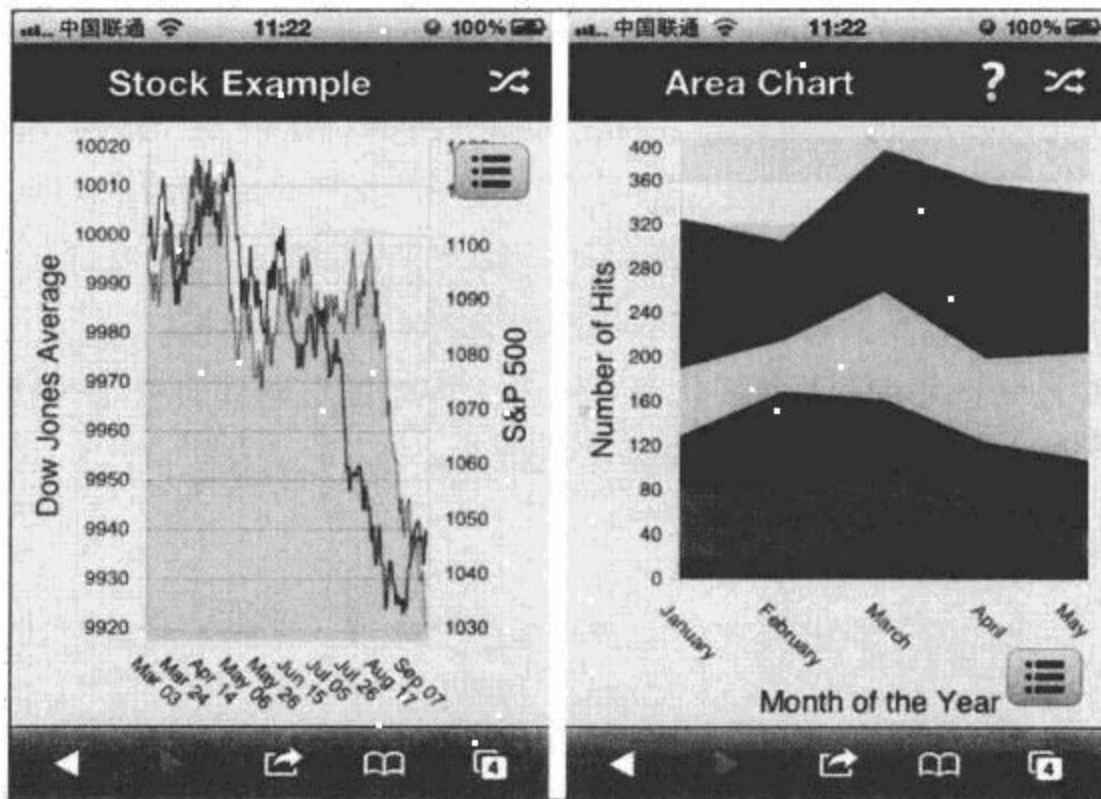 中国联通 11:22 100%
Stock Example
10020
10010
10000
9990
9980
9970
9960
9950
9940
9930
9920
Dow Jones Average
1100
1090
1080
1070
1060
1050
1040
1030
S&P 500
Mar 03
Mar 24
Apr 14
May 06
May 26
Jun 15
Jul 05
Jul 26
Aug 17
Sep 07
4
中国联通 11:22 100%
Area Chart ?
400
360
320
280
240
200
160
120
80
40
0
Number of Hits
January
February
March
April
May
Month of the Year
4